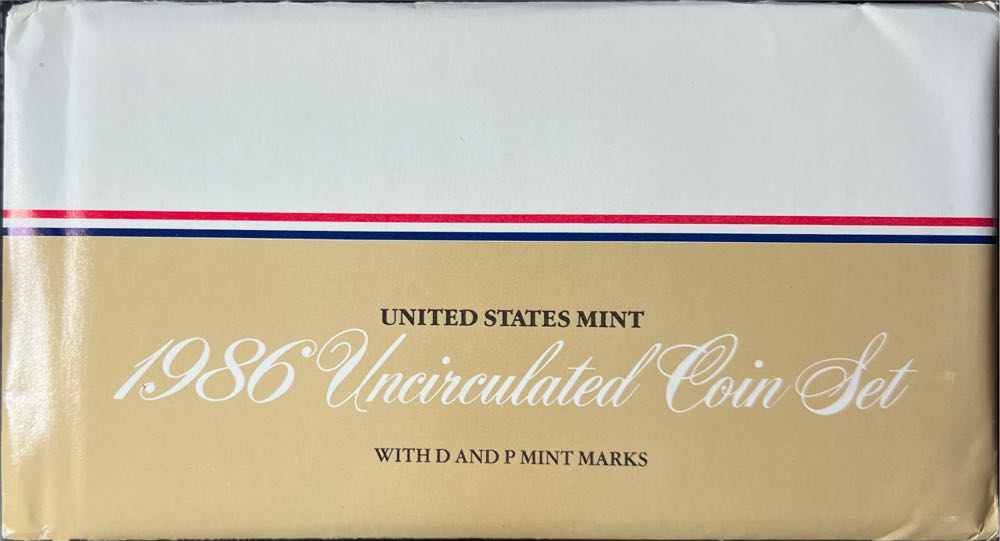 UNITED STATES MINT
1986 Uncirculated Coin Set
WITH D AND P MINT MARKS